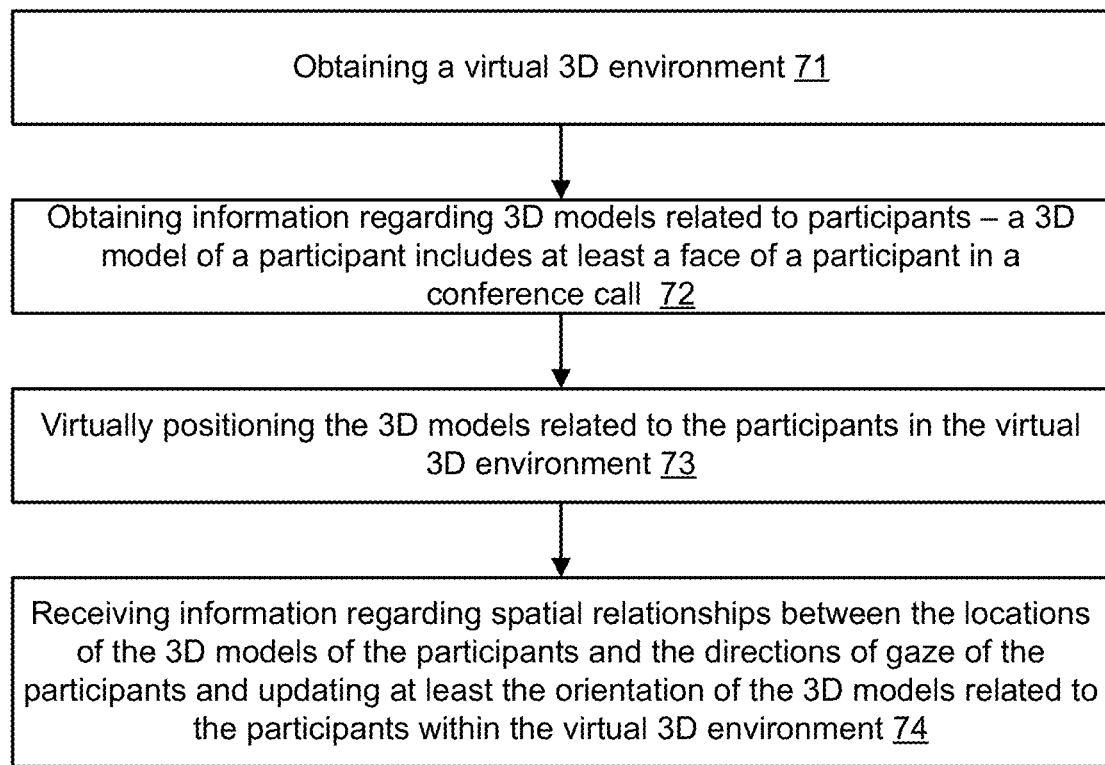 Obtaining a virtual 3D environment 71
Obtaining information regarding 3D models related to participants – a 3D
model of a participant includes at least a face of a participant in a
conference call 72
Virtually positioning the 3D models related to the participants in the virtual
3D environment 73
Receiving information regarding spatial relationships between the locations
of the 3D models of the participants and the directions of gaze of the
participants and updating at least the orientation of the 3D models related to
the participants within the virtual 3D environment 74